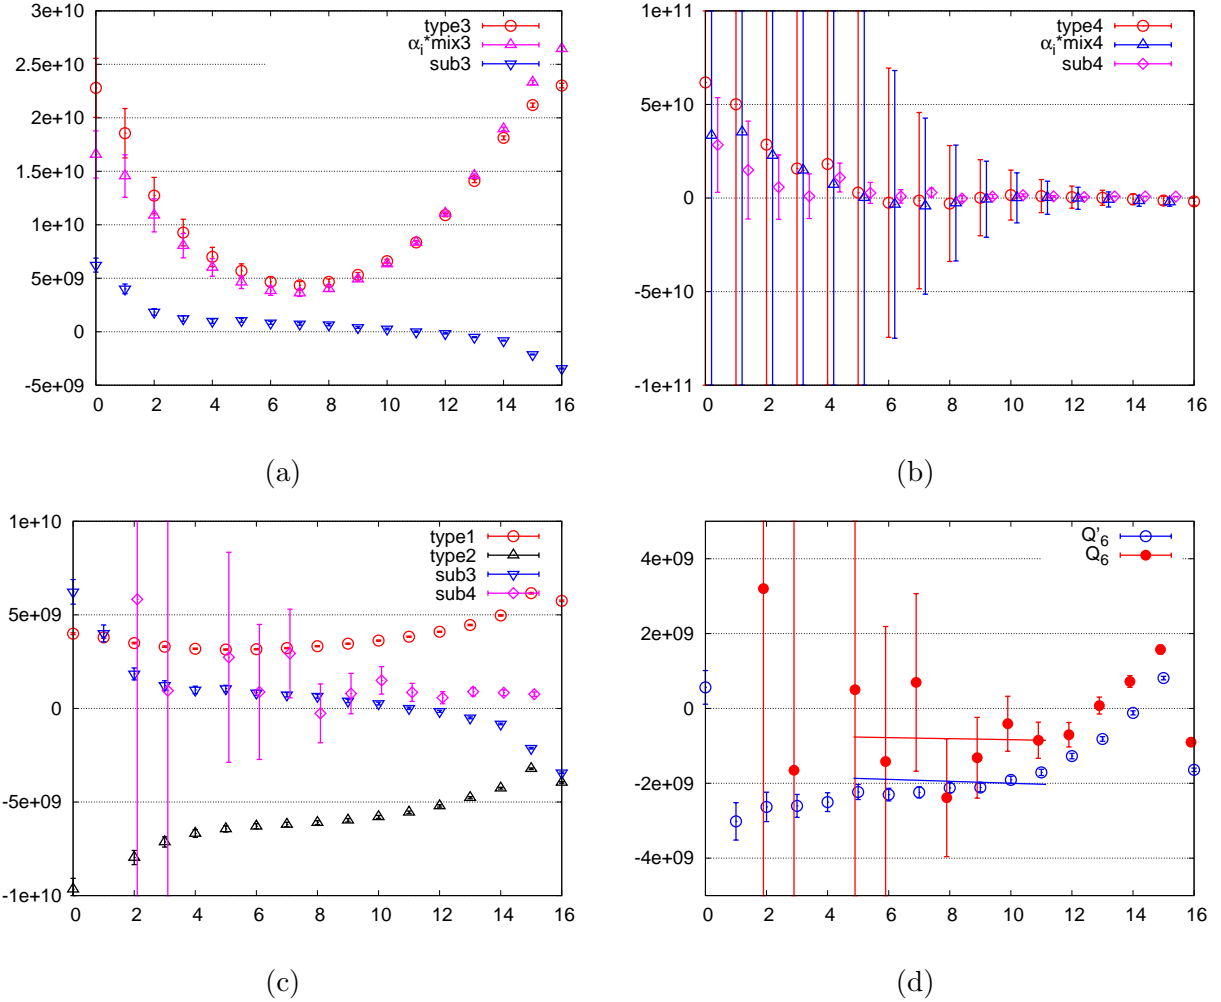 3e+10
2.5e+10
2e+10
1.5e+10
1e+10
5e+09
0
-5e+09
0 2 4 6 8 10 12 14 16
type3
α_i*mix3
sub3
(a)
1e+11
5e+10
0
-5e+10
-1e+11
0 2 4 6 8 10 12 14 16
type4
α_i*mix4
sub4
(b)
1e+10
5e+09
0
-5e+09
-1e+10
0 2 4 6 8 10 12 14 16
type1
type2
sub3
sub4
(c)
4e+09
2e+09
0
-2e+09
-4e+09
0 2 4 6 8 10 12 14 16
Q'_6
Q_6
(d)